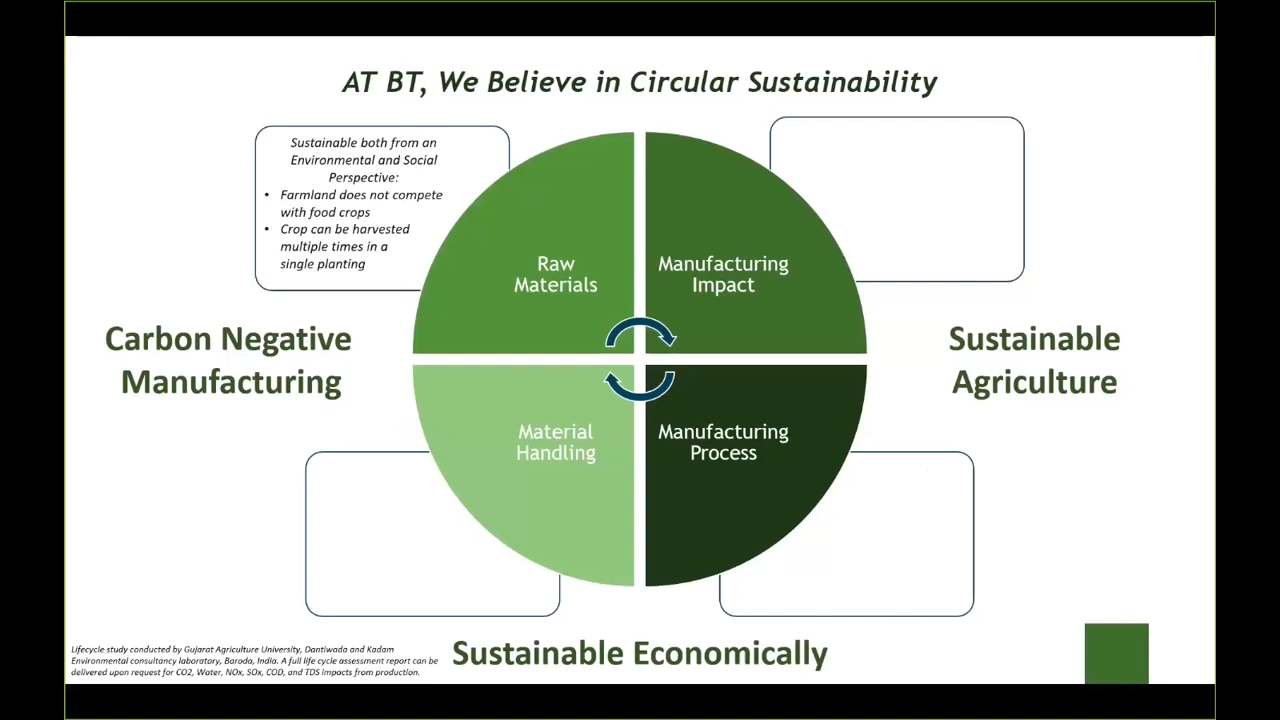 AT BT, We Believe in Circular Sustainability
Sustainable both from an
Environmental and Social
Perspective:
• Farmland does not compete
with food crops
• Crop can be harvested
multiple times in a
single planting
Raw
Materials
Manufacturing
Impact
Carbon Negative
Manufacturing
Sustainable
Agriculture
Material
Handling
Manufacturing
Process
Lifecycle study conducted by Gujarat Agriculture University, Dantiwada and Kadam
Environmental consultancy laboratory, Baroda, India. A full life cycle assessment report can be
delivered upon request for CO2, Water, NOx, SOx, COD, and TDS impacts from production.
Sustainable Economically